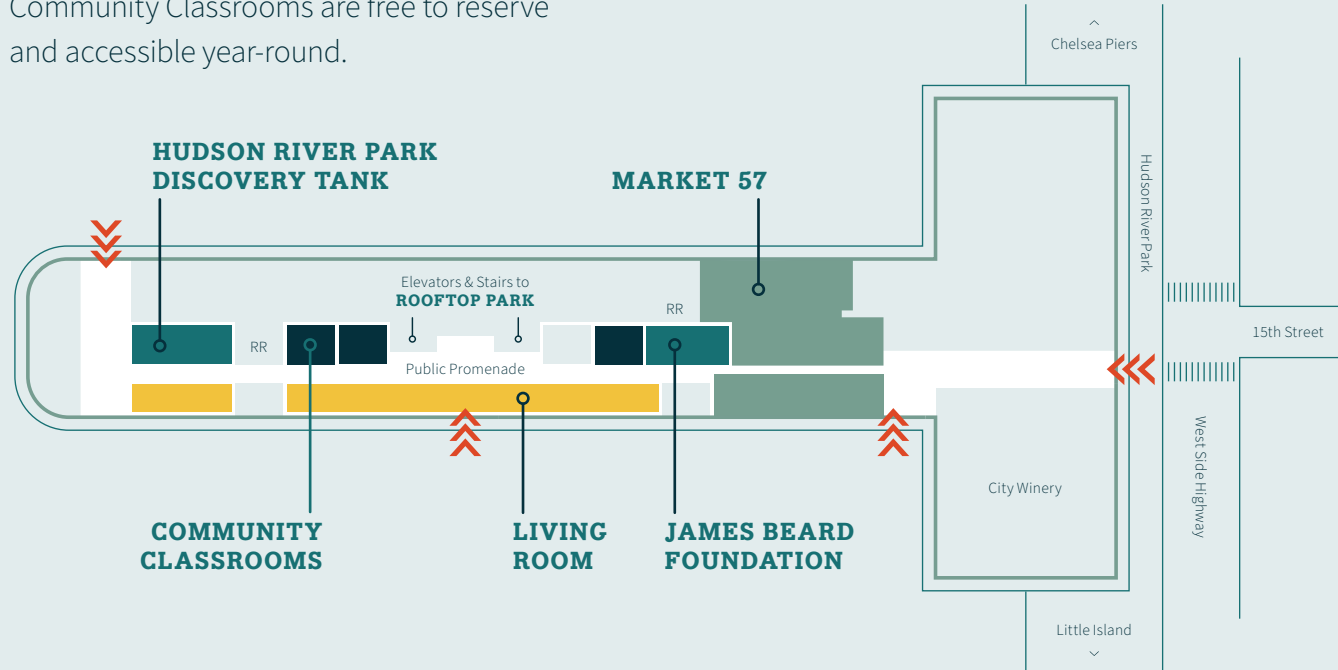 Community Classrooms are free to reserve
and accessible year-round.
Chelsea Piers
HUDSON RIVER PARK
DISCOVERY TANK
MARKET 57
Hudson River Park
Elevators & Stairs to
ROOFTOP PARK
RR
RR
Public Promenade
15th Street
West Side Highway
City Winery
COMMUNITY
CLASSROOMS
LIVING
ROOM
JAMES BEARD
FOUNDATION
Little Island